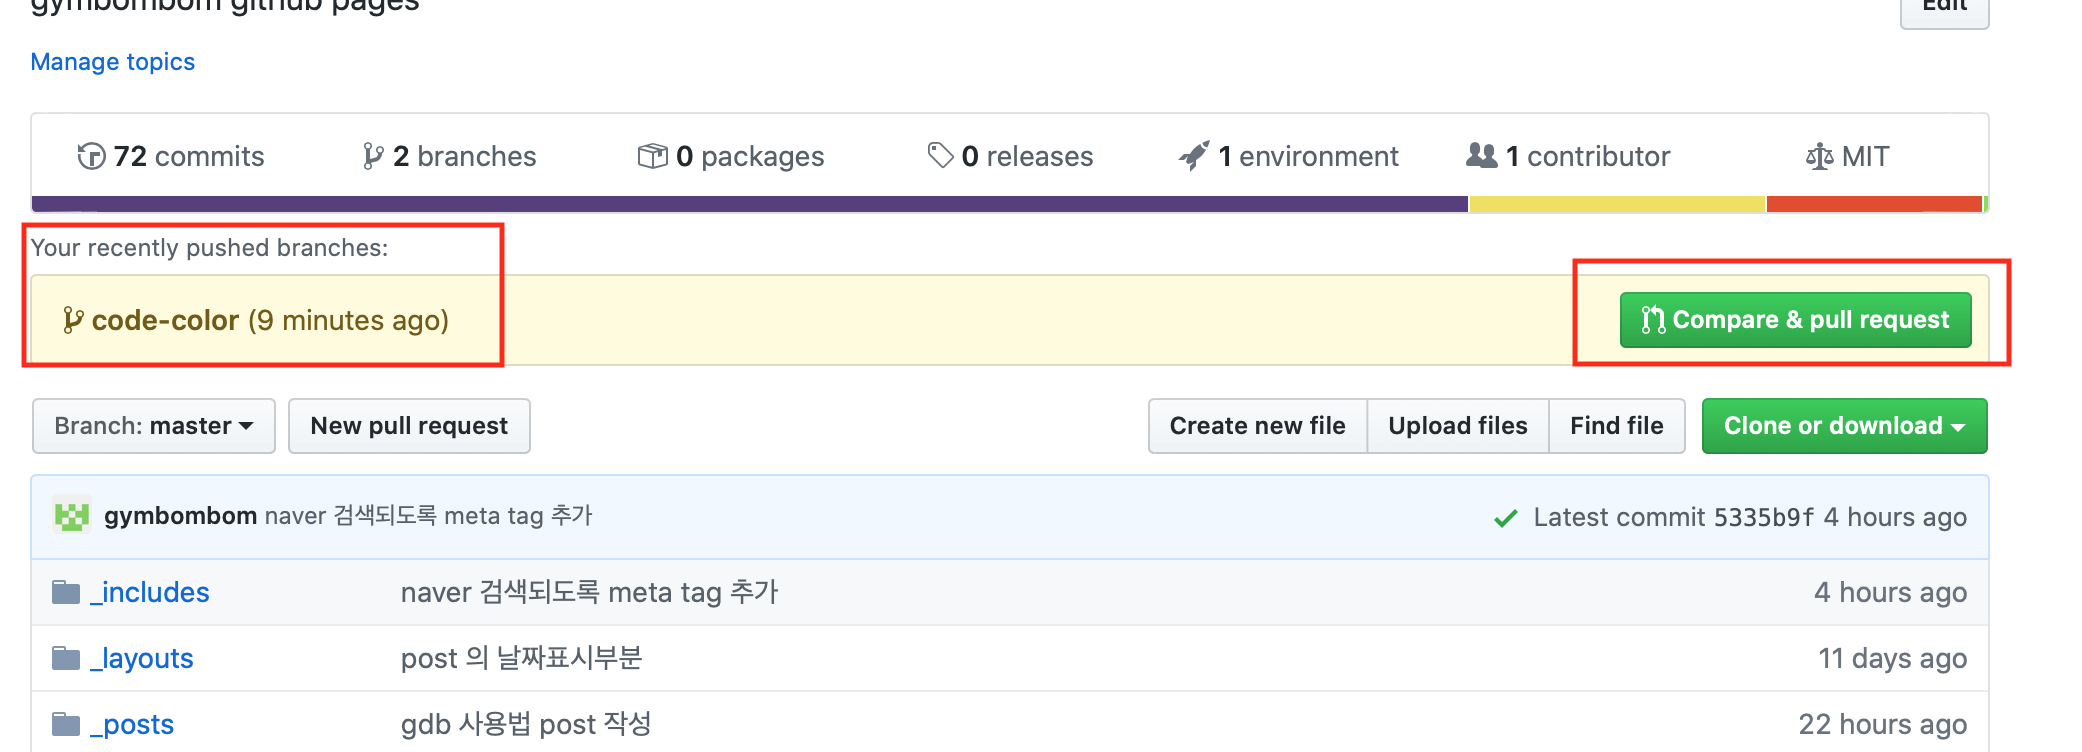 gymbombom github pages
Edit
Manage topics
72 commits 2 branches 0 packages 0 releases 1 environment 1 contributor MIT
Your recently pushed branches:
code-color (9 minutes ago) Compare & pull request
Branch: master New pull request Create new file Upload files Find file Clone or download
gymbombom naver 검색되도록 meta tag 추가 Latest commit 5335b9f 4 hours ago
_includes naver 검색되도록 meta tag 추가 4 hours ago
_layouts post 의 날짜표시부분 11 days ago
_posts gdb 사용법 post 작성 22 hours ago